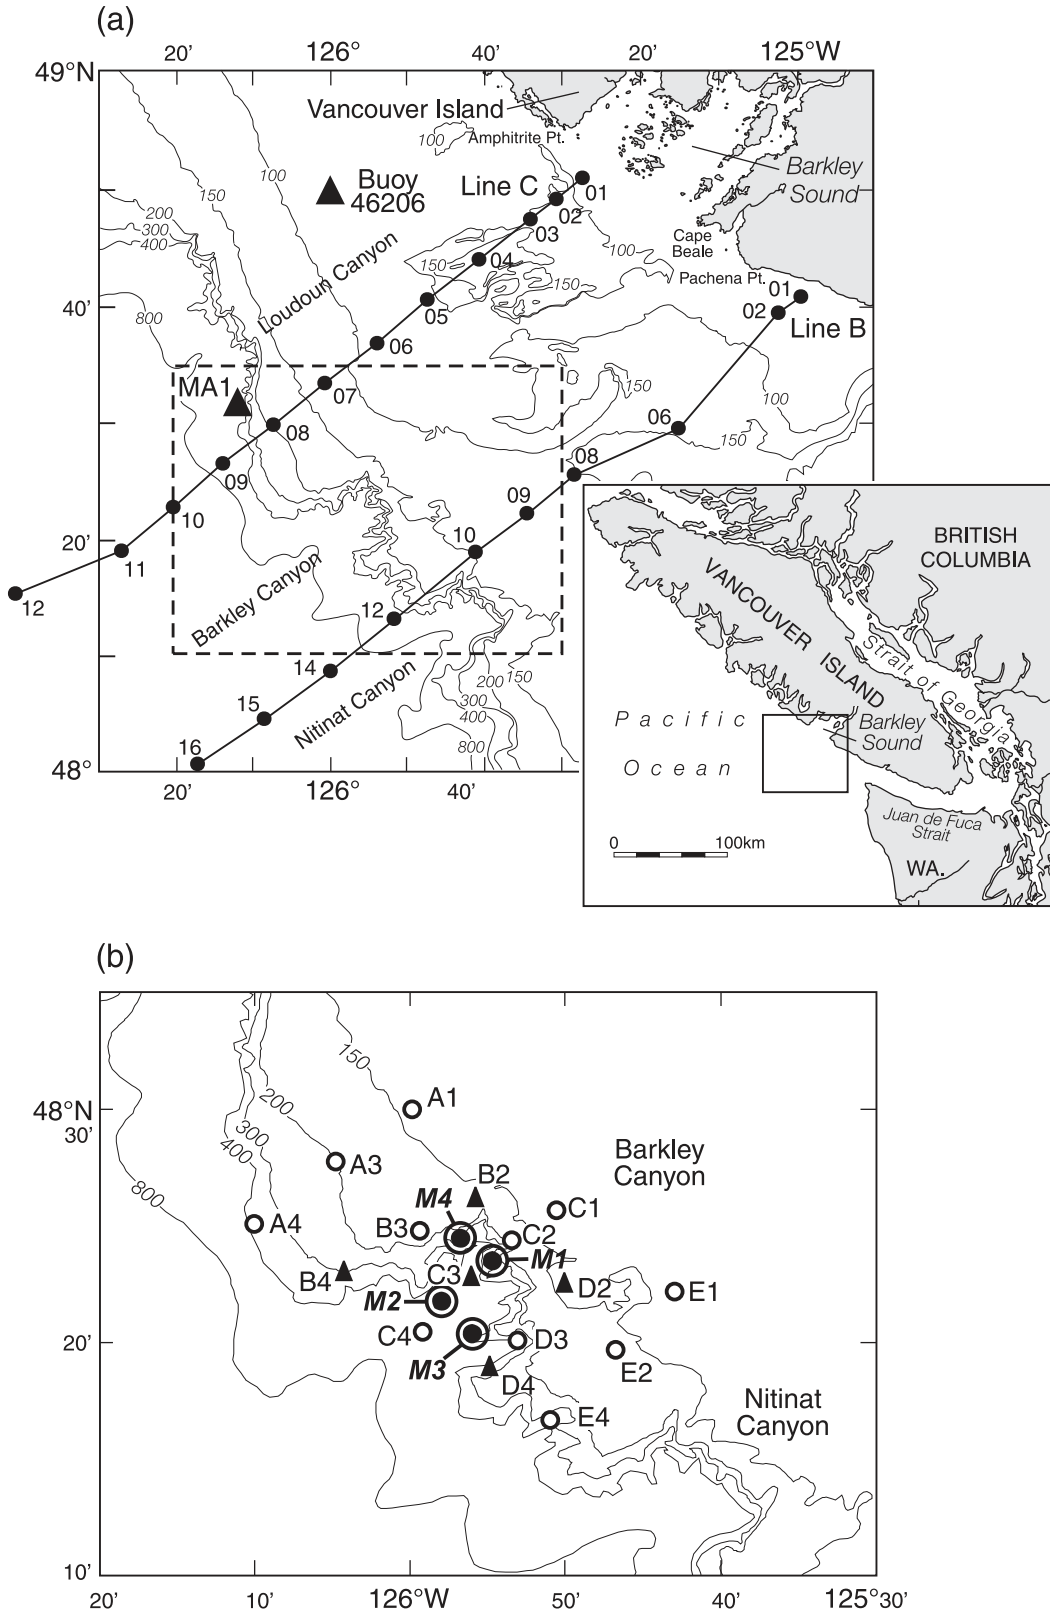 (a)
20'
126°
40'
20'
125°W
49°N
Vancouver Island
Amphitrite Pt.
100
Barkley
Sound
Buoy
46206
Line C
01
02
03
04
100
150
200
300
400
150
150
100
Cape
Beale
Pachena Pt.
01
02
Line B
Loudoun Canyon
05
06
40'
800
MA1
07
08
09
10
11
12
150
100
150
06
08
09
10
20'
Barkley Canyon
12
14
15
16
Nitinat Canyon
200
150
300
400
800
48°
20'
126°
40'
BRITISH
COLUMBIA
VANCOUVER ISLAND
Strait of Georgia
Pacific
Ocean
Barkley
Sound
Juan de Fuca
Strait
WA.
0
100km
(b)
150
A1
48°N
30'
200
300
400
800
A3
A4
Barkley
Canyon
B2
M4
B3
C1
C2
M1
B4
C3
M2
D2
E1
C4
M3
D3
D4
E2
E4
Nitinat
Canyon
20'
10'
20'
10'
126°W
50'
40'
125°30'